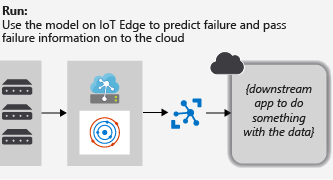 Run:
Use the model on IoT Edge to predict failure and pass
failure information on to the cloud
{downstream
app to do
something
with the data}